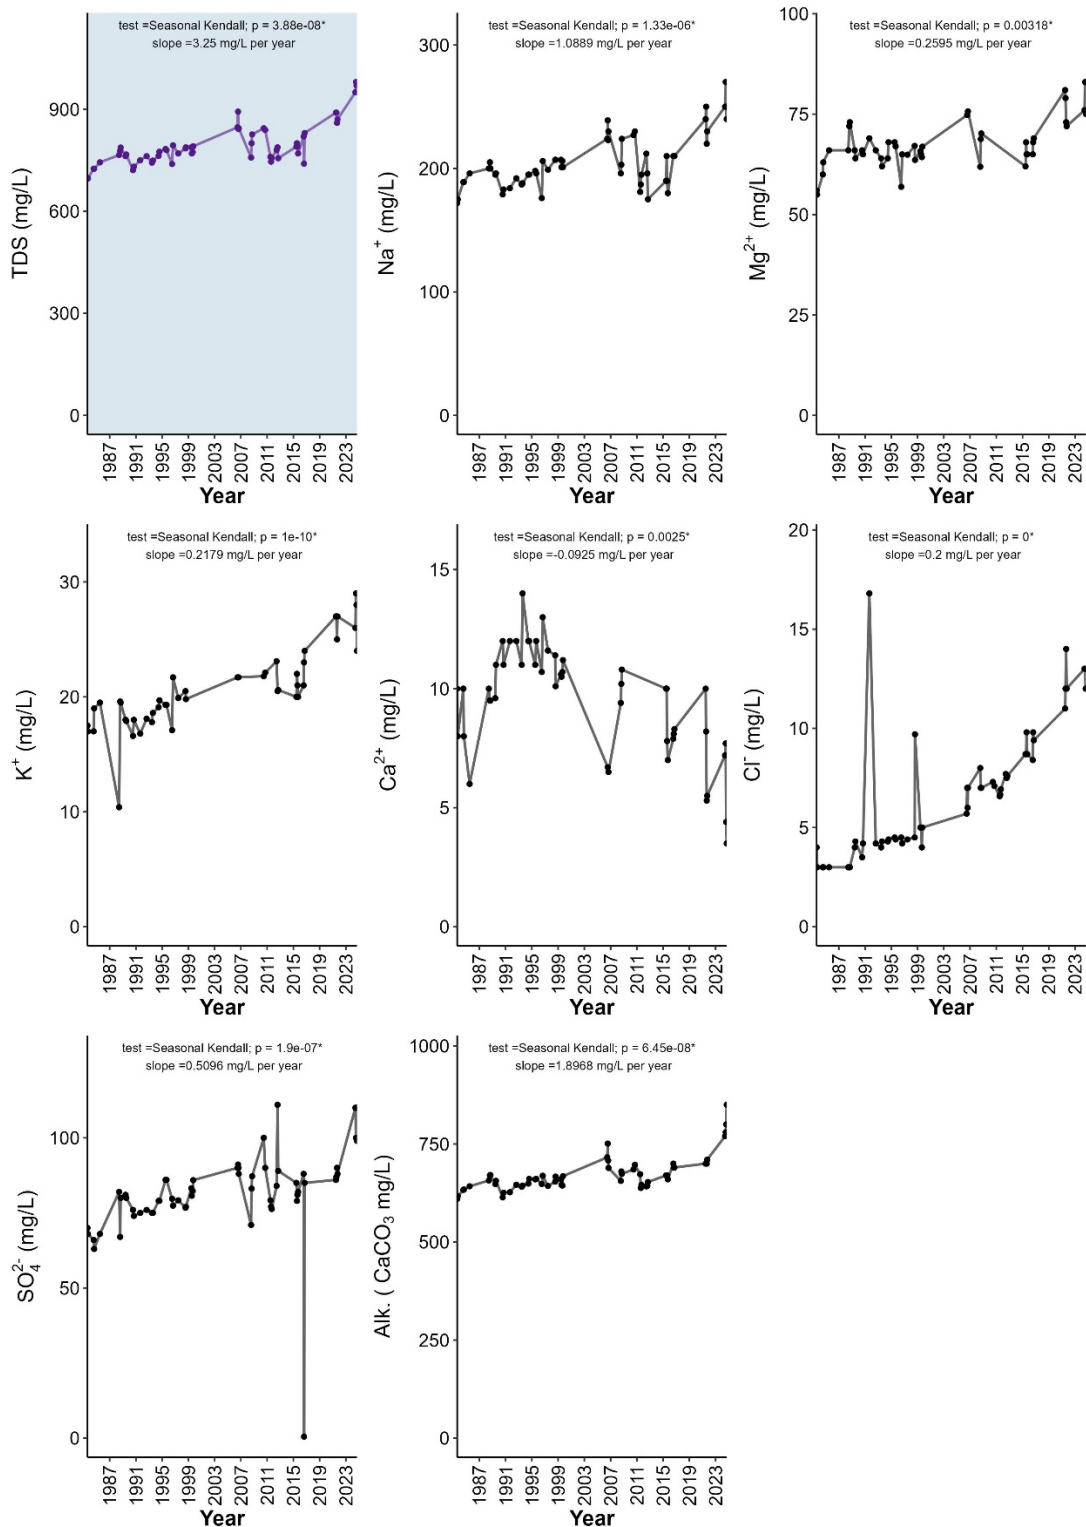 test =Seasonal Kendall; p = 3.88e-08*
slope =3.25 mg/L per year
TDS (mg/L)
900
600
300
0
1987 1991 1995 1999 2003 2007 2011 2015 2019 2023
Year
test =Seasonal Kendall; p = 1.33e-06*
slope =1.0889 mg/L per year
Na⁺ (mg/L)
300
200
100
0
1987 1991 1995 1999 2003 2007 2011 2015 2019 2023
Year
test =Seasonal Kendall; p = 0.00318*
slope =0.2595 mg/L per year
Mg²⁺ (mg/L)
100
75
50
25
0
1987 1991 1995 1999 2003 2007 2011 2015 2019 2023
Year
test =Seasonal Kendall; p = 1e-10*
slope =0.2179 mg/L per year
K⁺ (mg/L)
30
20
10
0
1987 1991 1995 1999 2003 2007 2011 2015 2019 2023
Year
test =Seasonal Kendall; p = 0.0025*
slope =-0.0925 mg/L per year
Ca²⁺ (mg/L)
15
10
5
0
1987 1991 1995 1999 2003 2007 2011 2015 2019 2023
Year
test =Seasonal Kendall; p = 0*
slope =0.2 mg/L per year
Cl⁻ (mg/L)
20
15
10
5
0
1987 1991 1995 1999 2003 2007 2011 2015 2019 2023
Year
test =Seasonal Kendall; p = 1.9e-07*
slope =0.5096 mg/L per year
SO₄²⁻ (mg/L)
100
50
0
1987 1991 1995 1999 2003 2007 2011 2015 2019 2023
Year
test =Seasonal Kendall; p = 6.45e-08*
slope =1.8968 mg/L per year
Alk. ( CaCO₃ mg/L)
1000
750
500
250
0
1987 1991 1995 1999 2003 2007 2011 2015 2019 2023
Year